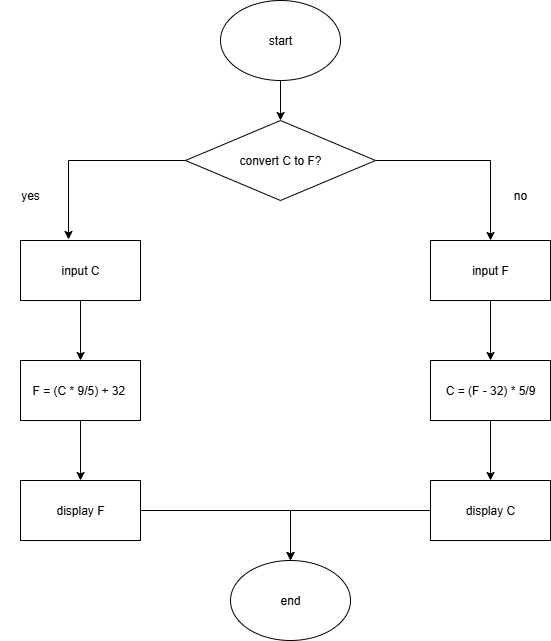 start
convert C to F?
yes
no
input C
input F
F = (C * 9/5) + 32
C = (F - 32) * 5/9
display F
display C
end